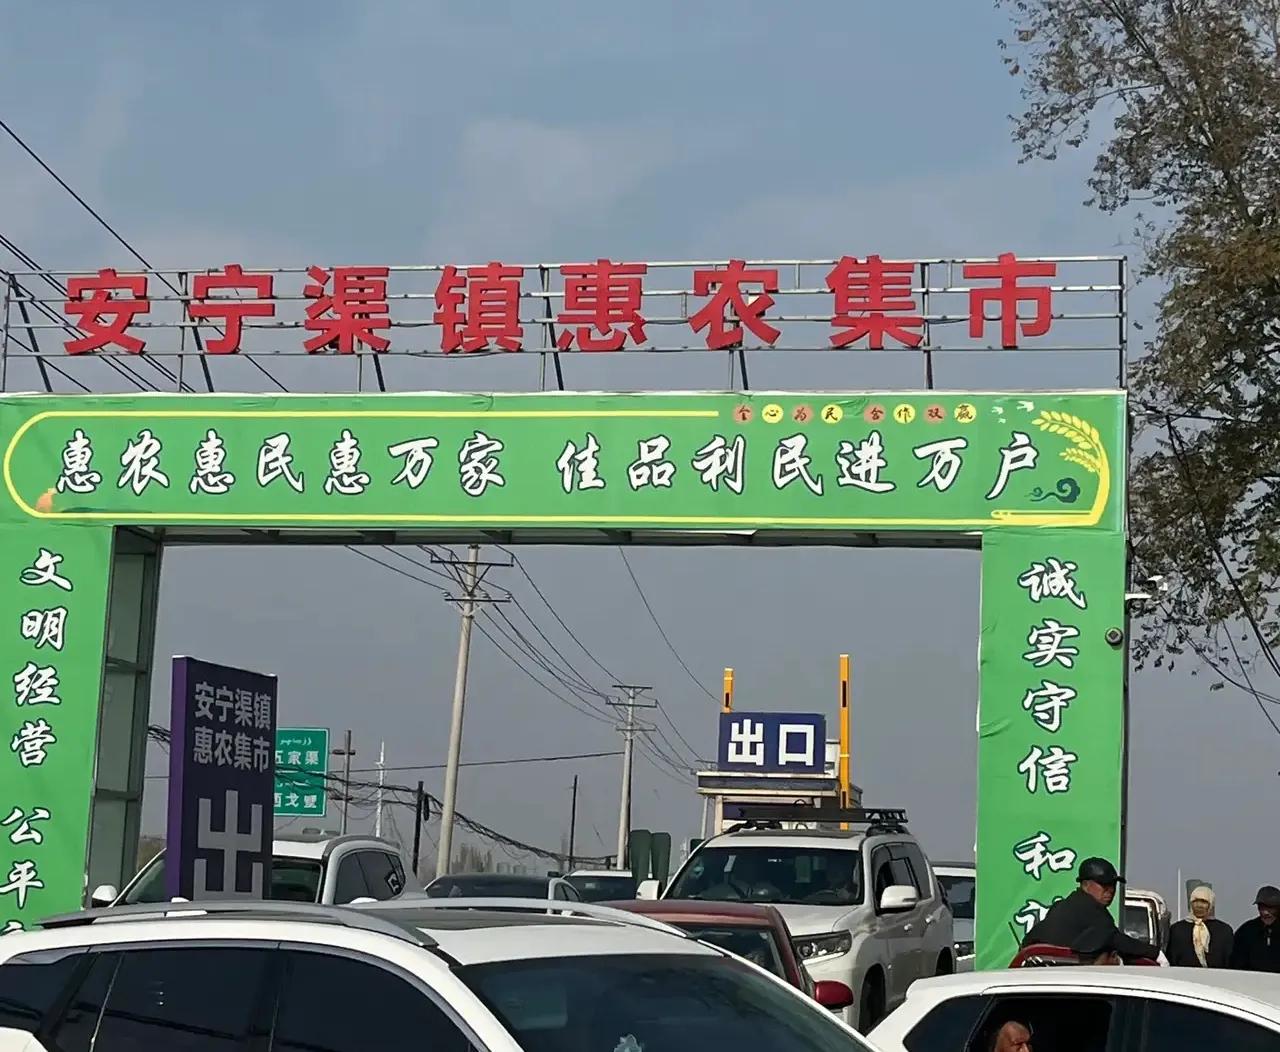 安宁渠镇惠农集市
全心为民 合作双赢
惠农惠民惠万家 佳品利民进万户
文明经营 公平
诚实守信 和
安宁渠镇
惠农集市
出
五家渠
西戈壁
出口